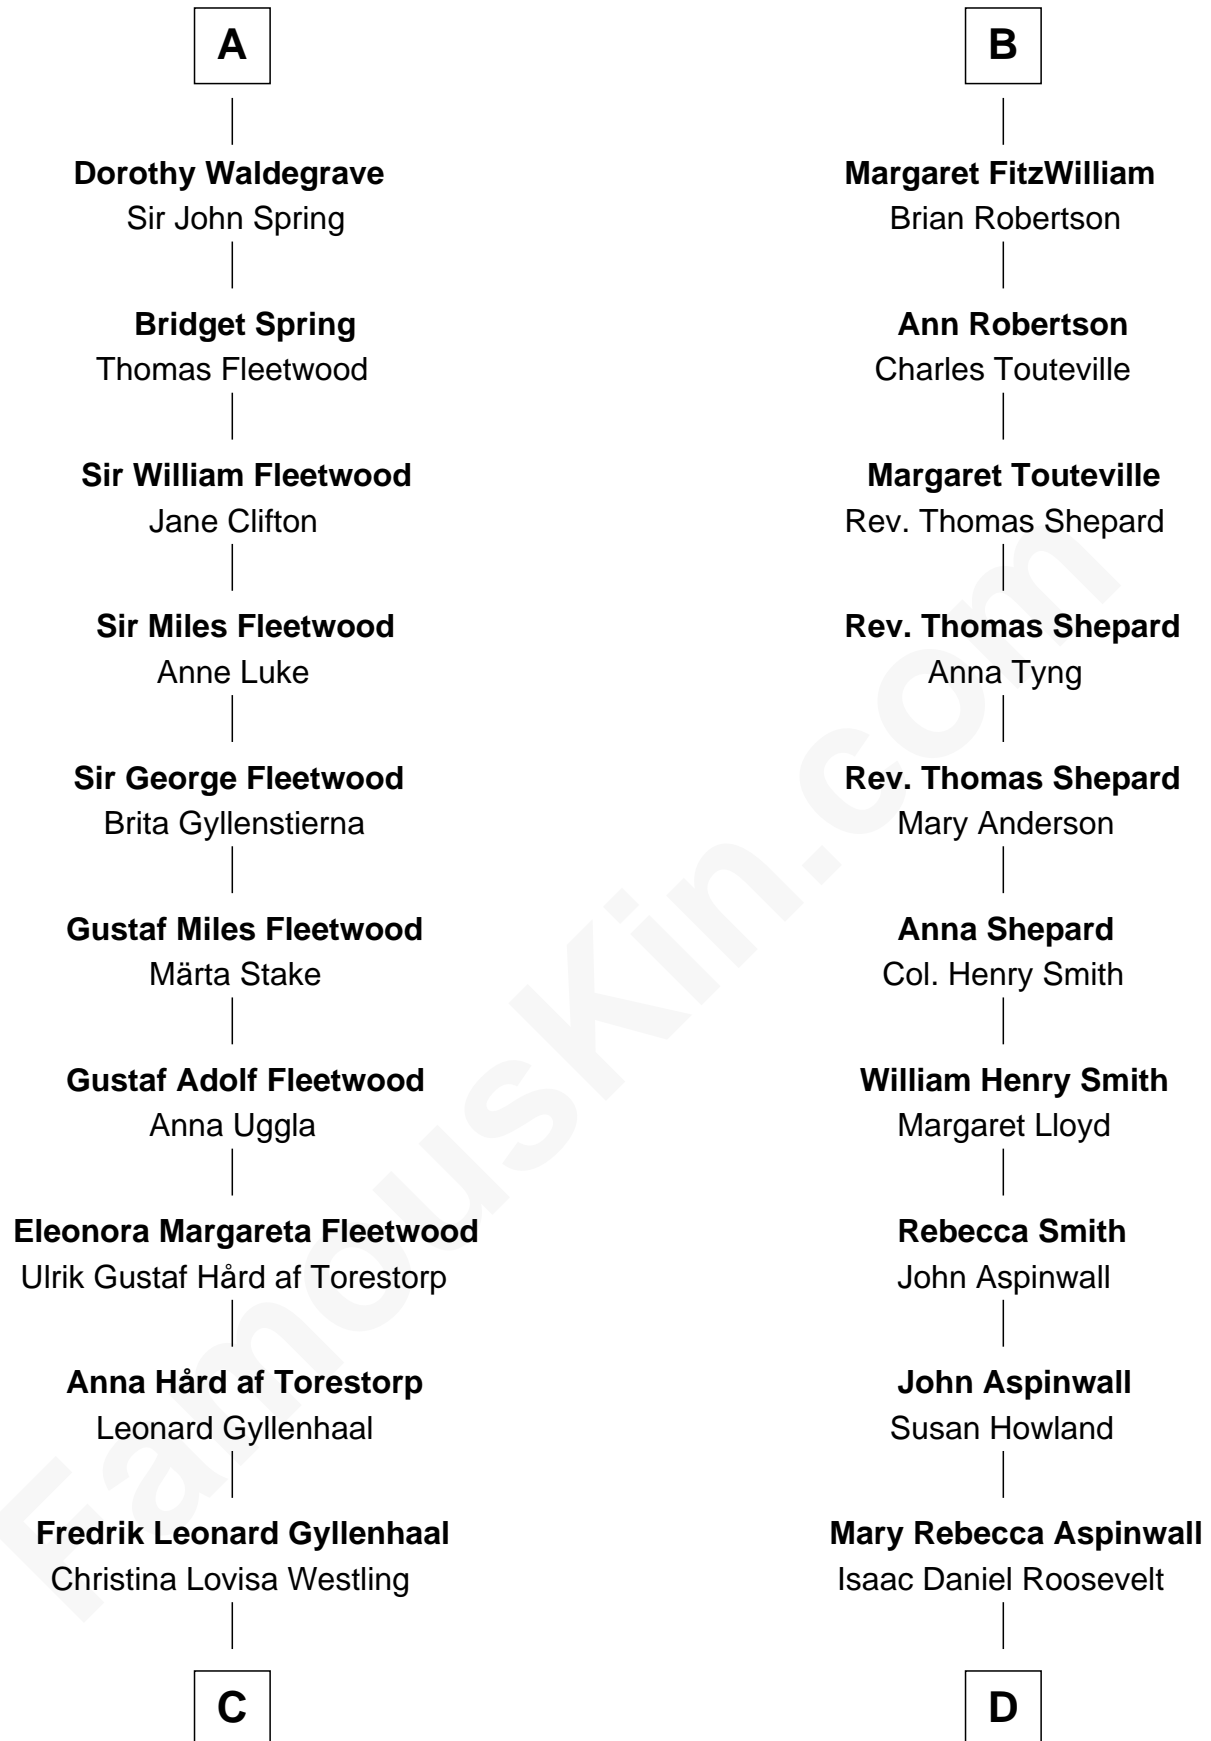 A
Dorothy Waldegrave
Sir John Spring
Bridget Spring
Thomas Fleetwood
Sir William Fleetwood
Jane Clifton
Sir Miles Fleetwood
Anne Luke
Sir George Fleetwood
Brita Gyllenstierna
Gustaf Miles Fleetwood
Märta Stake
Gustaf Adolf Fleetwood
Anna Uggla
Eleonora Margareta Fleetwood
Ulrik Gustaf Hård af Torestorp
Anna Hård af Torestorp
Leonard Gyllenhaal
Fredrik Leonard Gyllenhaal
Christina Lovisa Westling
C
B
Margaret FitzWilliam
Brian Robertson
Ann Robertson
Charles Touteville
Margaret Touteville
Rev. Thomas Shepard
Rev. Thomas Shepard
Anna Tyng
Rev. Thomas Shepard
Mary Anderson
Anna Shepard
Col. Henry Smith
William Henry Smith
Margaret Lloyd
Rebecca Smith
John Aspinwall
John Aspinwall
Susan Howland
Mary Rebecca Aspinwall
Isaac Daniel Roosevelt
D
FamousKin.com